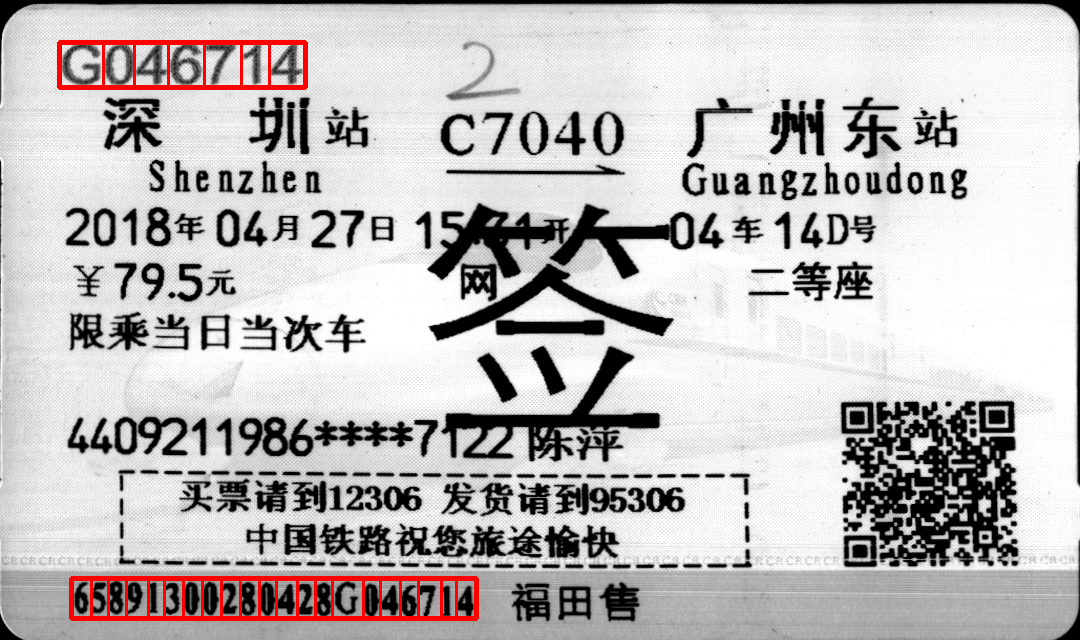 G046714
2
深 圳 站 C7040 广州东站
Shenzhen Guangzhoudong
2018年04月27日 开 04车14D号
￥79.5元 网 二等座
签
限乘当日当次车
4409211986****7122 陈萍
买票请到12306 发货请到95306
中国铁路祝您旅途愉快
65891300280428G046714 福田售